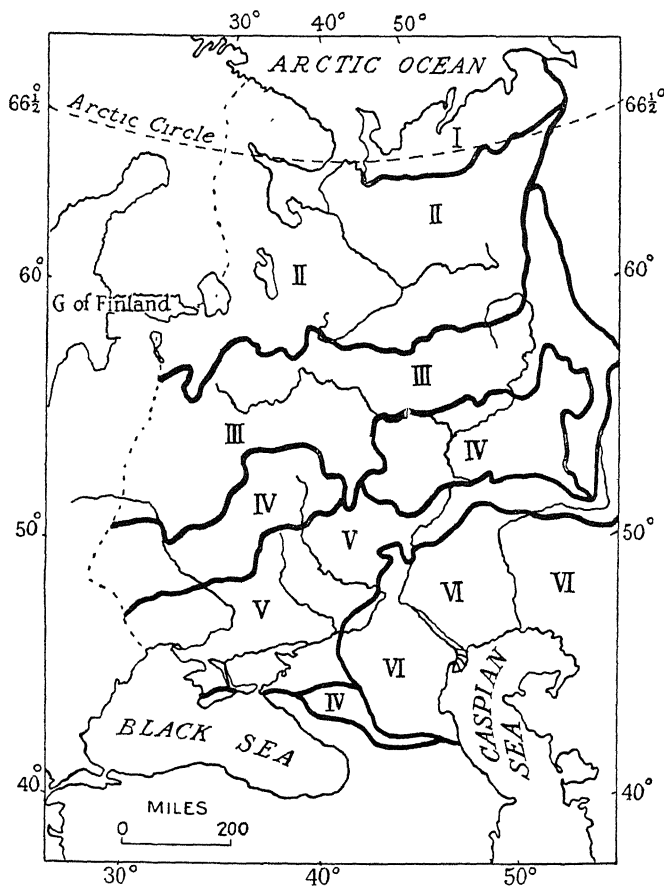 30° 40° 50°
ARCTIC OCEAN
66½° 66½°
Arctic Circle
I
II
60° II 60°
G of Finland
III
III
IV
IV
50° V 50°
VI VI
V
VI
IV
CASPIAN
SEA
BLACK SEA
40° 40°
MILES
0 200
30° 40° 50°